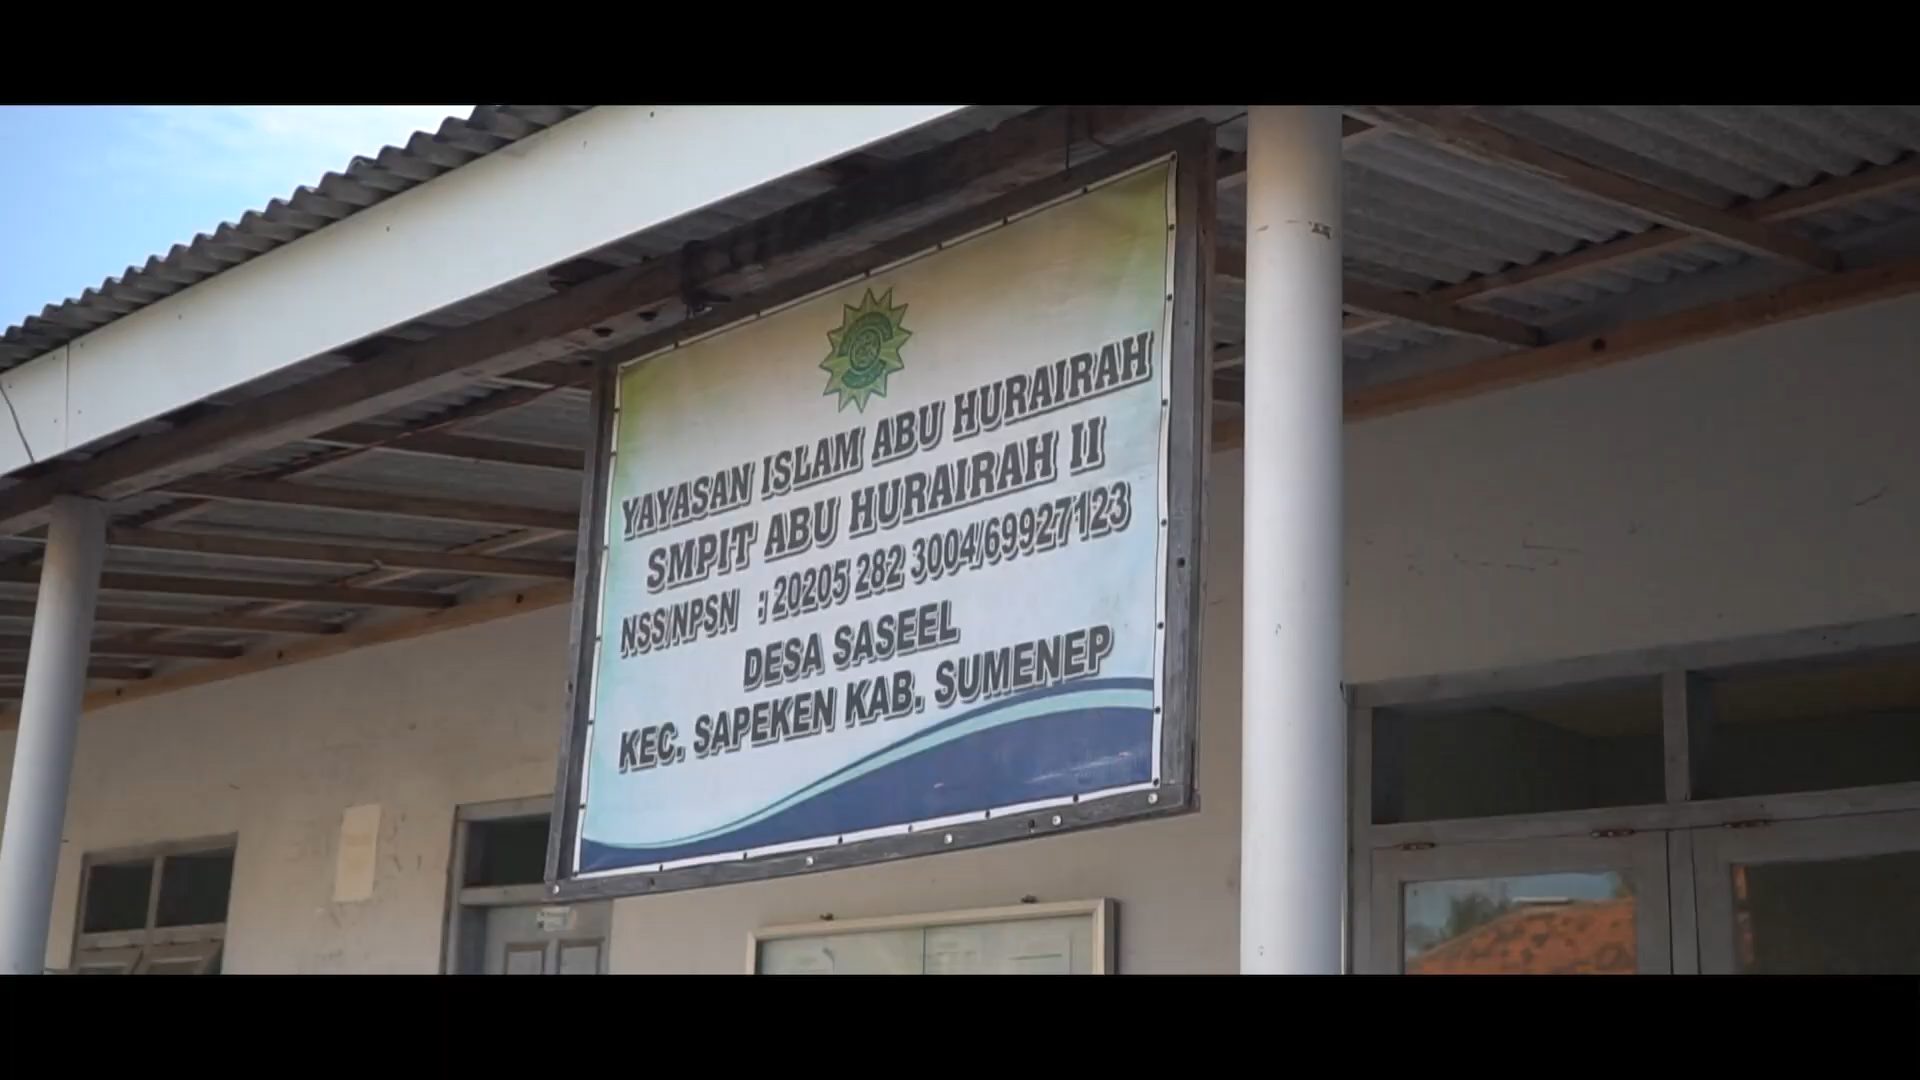 YAYASAN ISLAM ABU HURAIRAH
SMPIT ABU HURAIRAH II
NSS/NPSN : 20205 282 3004/69927123
DESA SASEEL
KEC. SAPEKEN KAB. SUMENEP